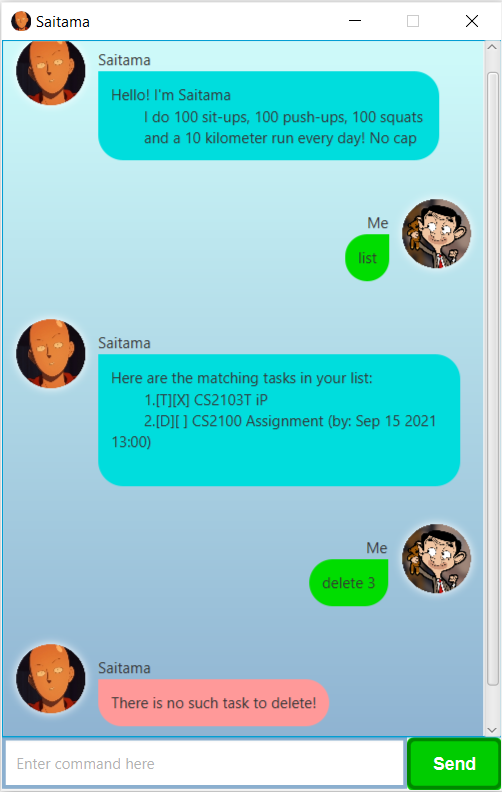 Saitama
Saitama
Hello! I'm Saitama
I do 100 sit-ups, 100 push-ups, 100 squats
and a 10 kilometer run every day! No cap
Me
list
Saitama
Here are the matching tasks in your list:
1.[T][X] CS2103T iP
2.[D][ ] CS2100 Assignment (by: Sep 15 2021
13:00)
Me
delete 3
Saitama
There is no such task to delete!
Enter command here
Send